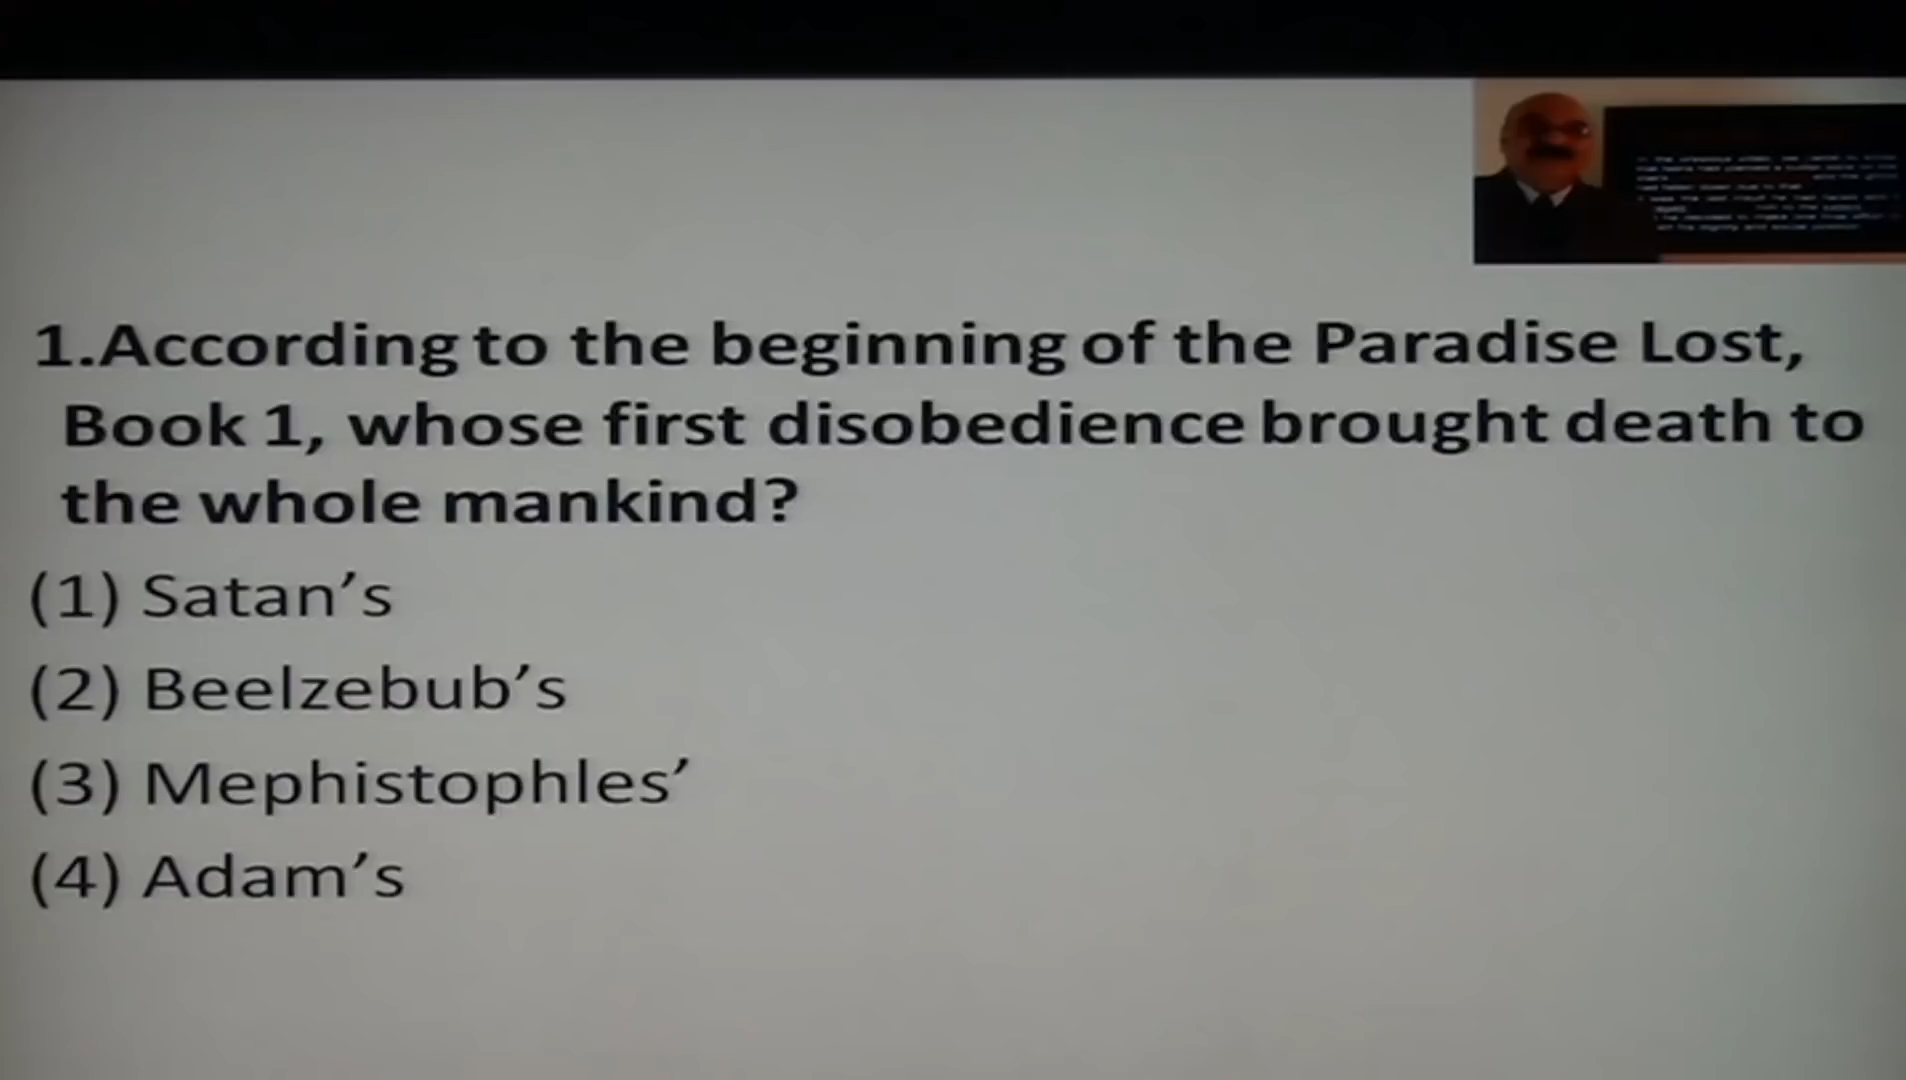 1.According to the beginning of the Paradise Lost,
Book 1, whose first disobedience brought death to
the whole mankind?
(1) Satan’s
(2) Beelzebub’s
(3) Mephistophles’
(4) Adam’s